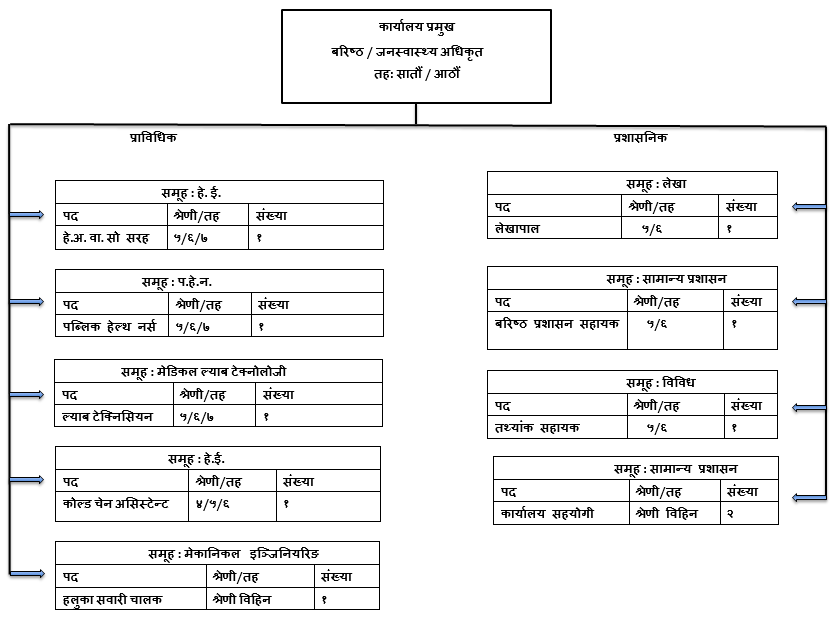 कार्यालय प्रमुख
बरिष्ठ / जनस्वास्थ्य अधिकृत
तह: सातौं / आठौं
प्राविधिक
समूह : हे. ई.
पद श्रेणी/तह संख्या
हे.अ. वा. सो सरह ५/६/७ १
समूह : प.हे.न.
पद श्रेणी/तह संख्या
पब्लिक हेल्थ नर्स ५/६/७ १
समूह : मेडिकल ल्याब टेक्नोलोजी
पद श्रेणी/तह संख्या
ल्याब टेक्निसियन ५/६/७ १
समूह : हे.ई.
पद श्रेणी/तह संख्या
कोल्ड चेन असिस्टेन्ट ४/५/६ १
समूह : मेकानिकल इञ्जिनियरिङ
पद श्रेणी/तह संख्या
हलुका सवारी चालक श्रेणी विहिन १
प्रशासनिक
समूह : लेखा
पद श्रेणी/तह संख्या
लेखापाल ५/६ १
समूह : सामान्य प्रशासन
पद श्रेणी/तह संख्या
बरिष्ठ प्रशासन सहायक ५/६ १
समूह : विविध
पद श्रेणी/तह संख्या
तथ्यांक सहायक ५/६ १
समूह : सामान्य प्रशासन
पद श्रेणी/तह संख्या
कार्यालय सहयोगी श्रेणी विहिन २